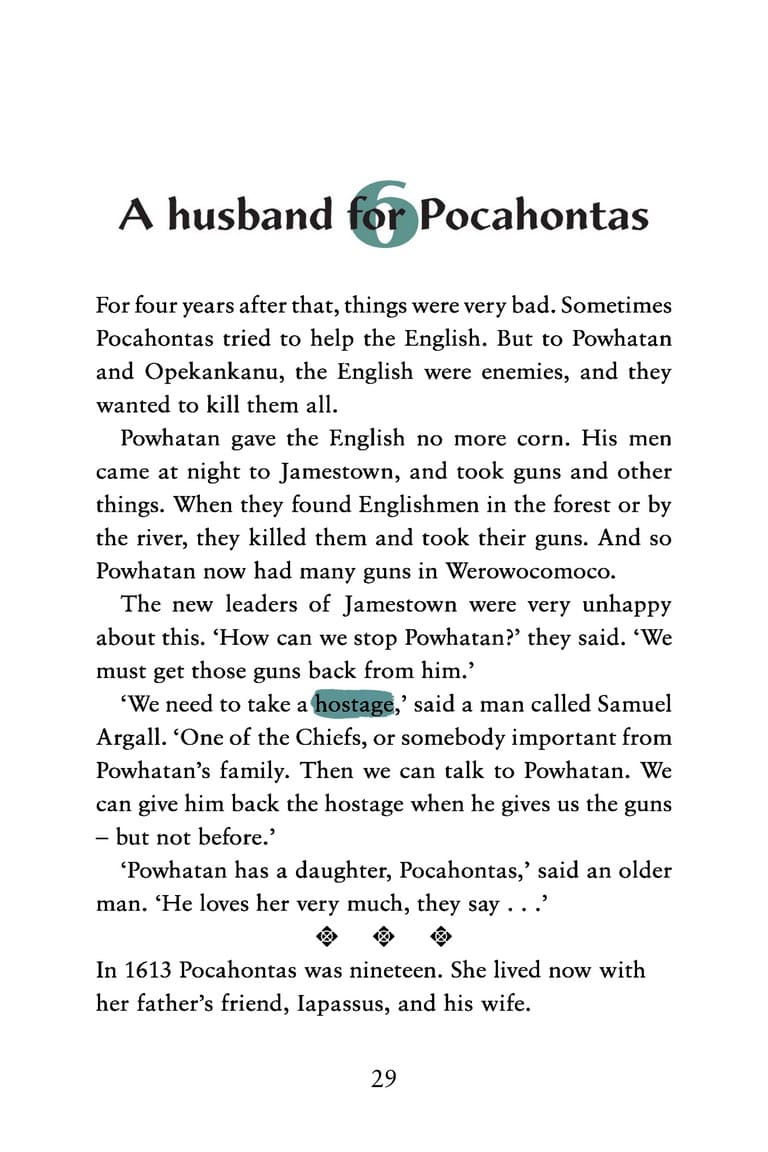 6
A husband for Pocahontas
For four years after that, things were very bad. Sometimes
Pocahontas tried to help the English. But to Powhatan
and Opekankanu, the English were enemies, and they
wanted to kill them all.
Powhatan gave the English no more corn. His men
came at night to Jamestown, and took guns and other
things. When they found Englishmen in the forest or by
the river, they killed them and took their guns. And so
Powhatan now had many guns in Werowocomoco.
The new leaders of Jamestown were very unhappy
about this. ‘How can we stop Powhatan?’ they said. ‘We
must get those guns back from him.’
‘We need to take a hostage,’ said a man called Samuel
Argall. ‘One of the Chiefs, or somebody important from
Powhatan’s family. Then we can talk to Powhatan. We
can give him back the hostage when he gives us the guns
– but not before.’
‘Powhatan has a daughter, Pocahontas,’ said an older
man. ‘He loves her very much, they say . . .’
In 1613 Pocahontas was nineteen. She lived now with
her father’s friend, Iapassus, and his wife.
29